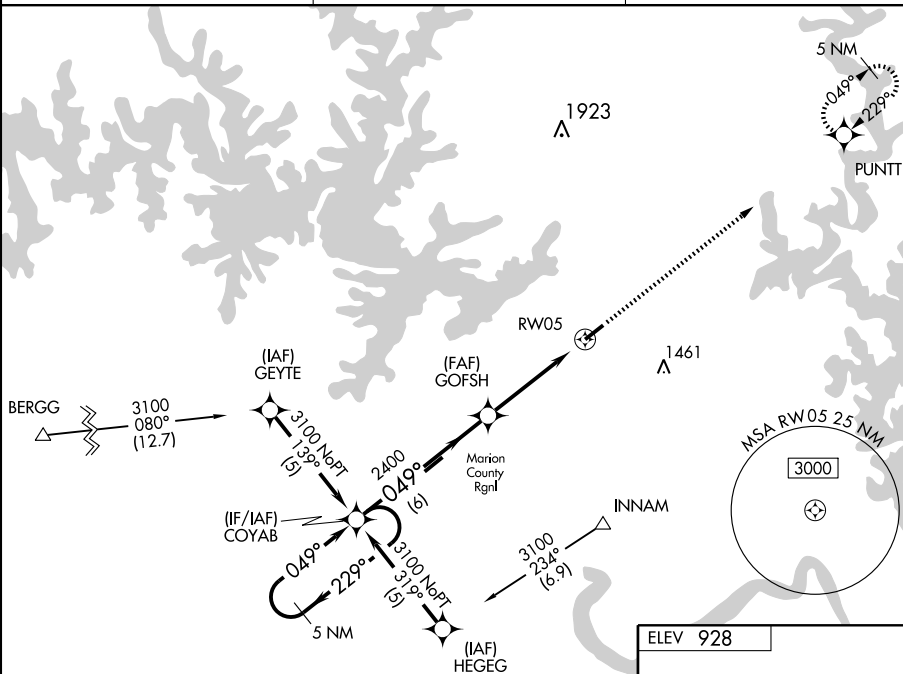 5 NM
049°
229°
PUNTT
1923
RW05
1461
(IAF)
GEYTE
(FAF)
GOFSH
BERGG
3100
080°
(12.7)
3100 NoPT
139°
(5)
2400
049°
(6)
Marion
County
Rgnl
MSA RW05 25 NM
3000
(IF/IAF)
COYAB
INNAM
3100
234°
(6.9)
049°
229°
3100 NoPT
319°
(5)
5 NM
(IAF)
HEGEG
ELEV 928